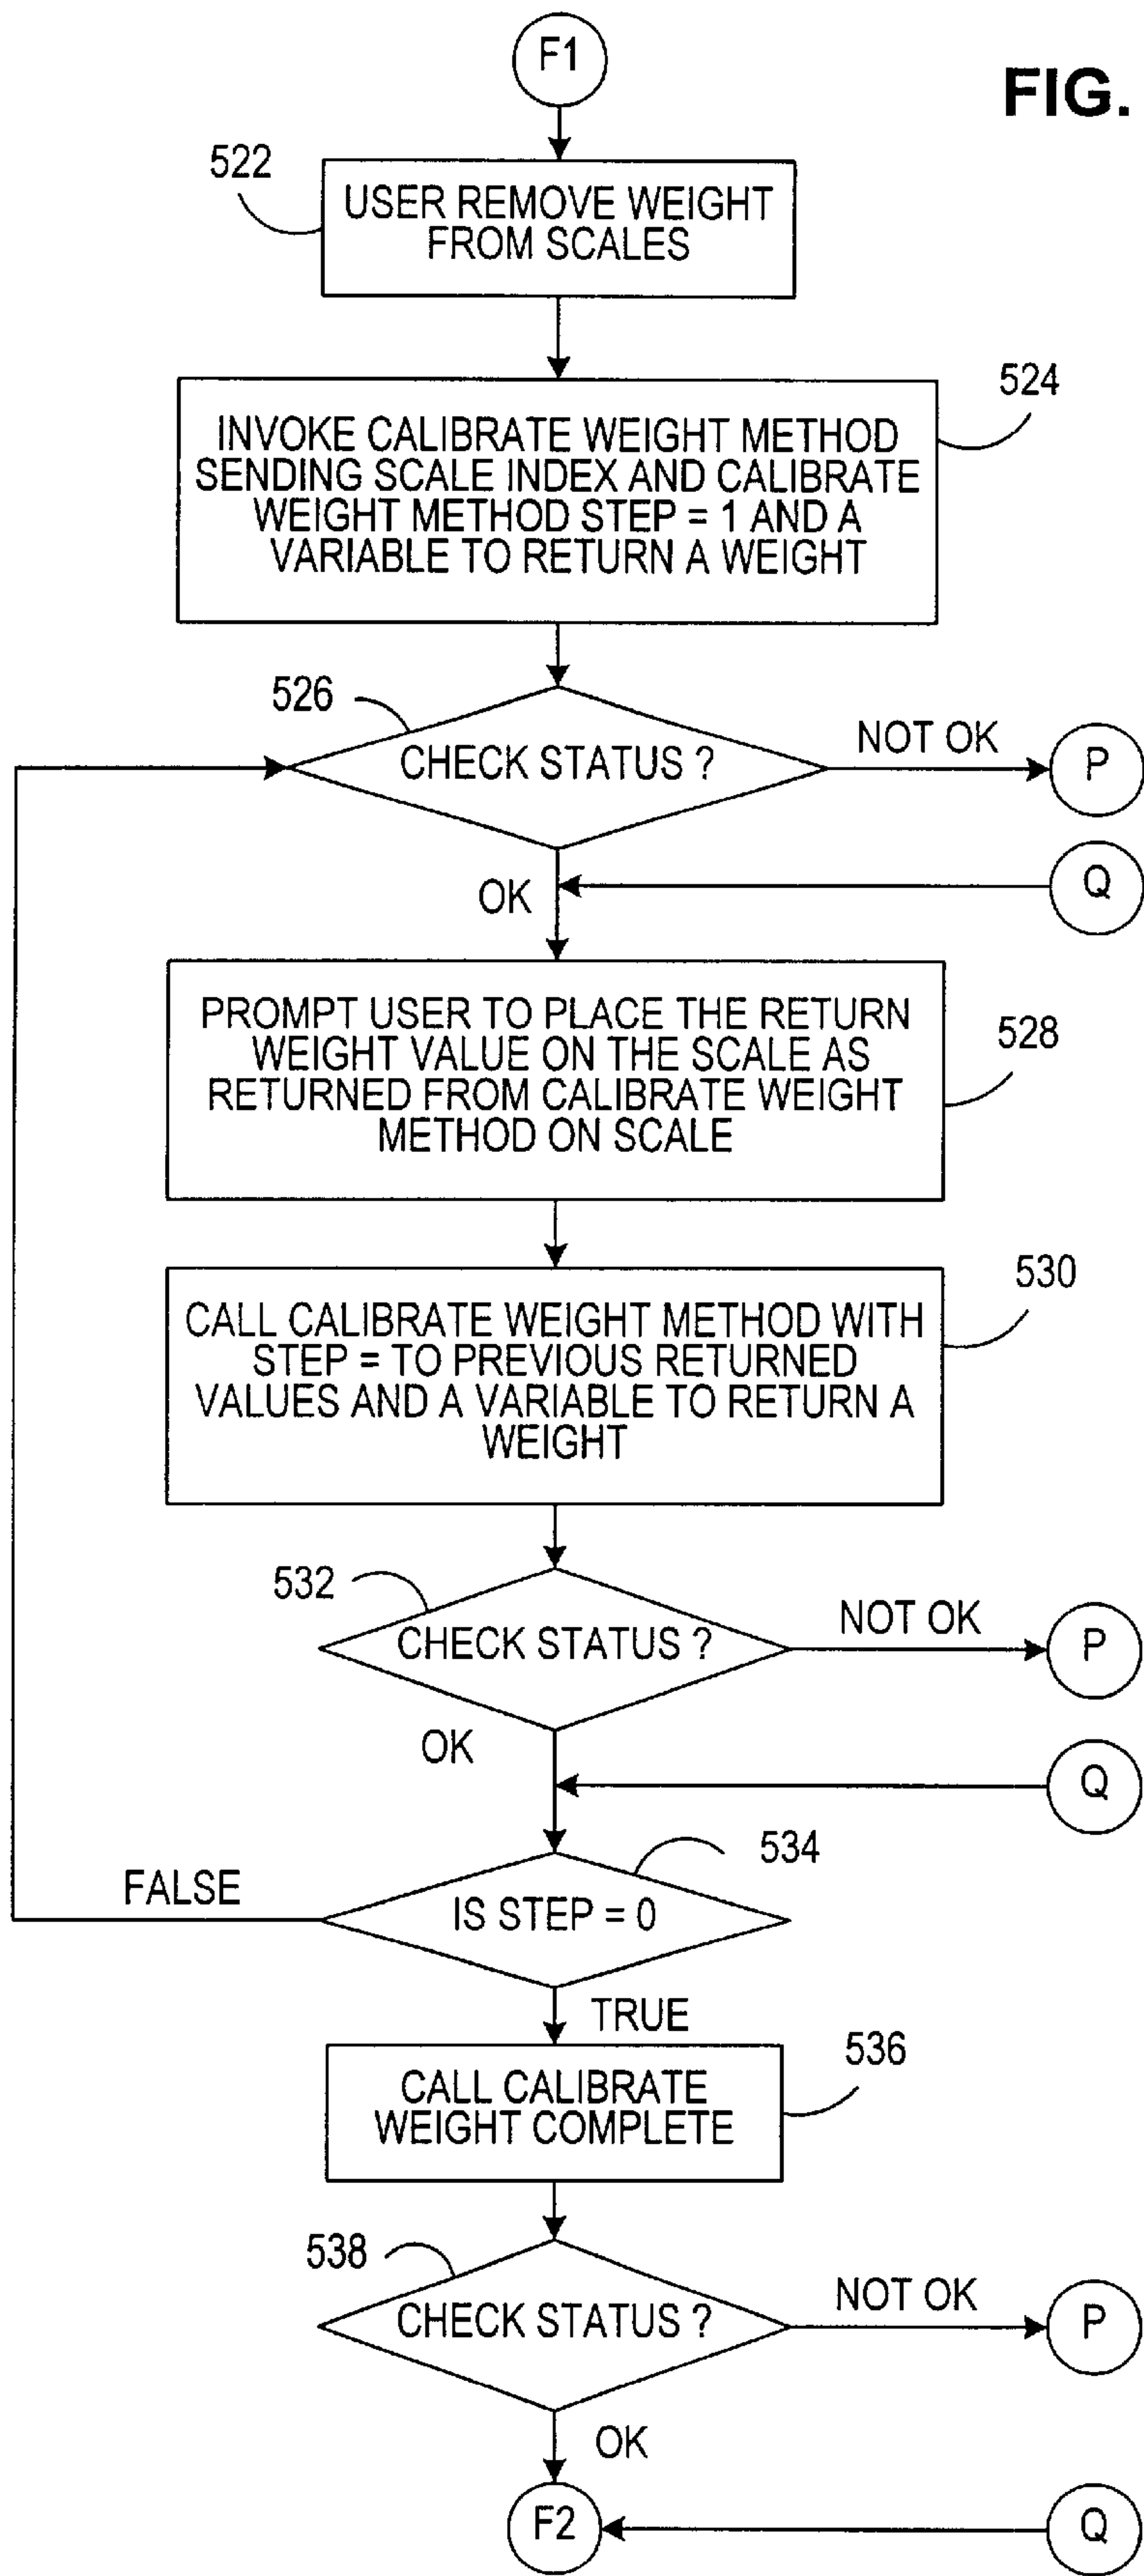 F1
FIG.
522
USER REMOVE WEIGHT
FROM SCALES
524
INVOKE CALIBRATE WEIGHT METHOD
SENDING SCALE INDEX AND CALIBRATE
WEIGHT METHOD STEP = 1 AND A
VARIABLE TO RETURN A WEIGHT
526
CHECK STATUS ?
NOT OK
P
OK
Q
PROMPT USER TO PLACE THE RETURN
WEIGHT VALUE ON THE SCALE AS
RETURNED FROM CALIBRATE WEIGHT
METHOD ON SCALE
528
530
CALL CALIBRATE WEIGHT METHOD WITH
STEP = TO PREVIOUS RETURNED
VALUES AND A VARIABLE TO RETURN A
WEIGHT
532
CHECK STATUS ?
NOT OK
P
OK
Q
534
FALSE
IS STEP = 0
TRUE
536
CALL CALIBRATE
WEIGHT COMPLETE
538
CHECK STATUS ?
NOT OK
P
OK
F2
Q